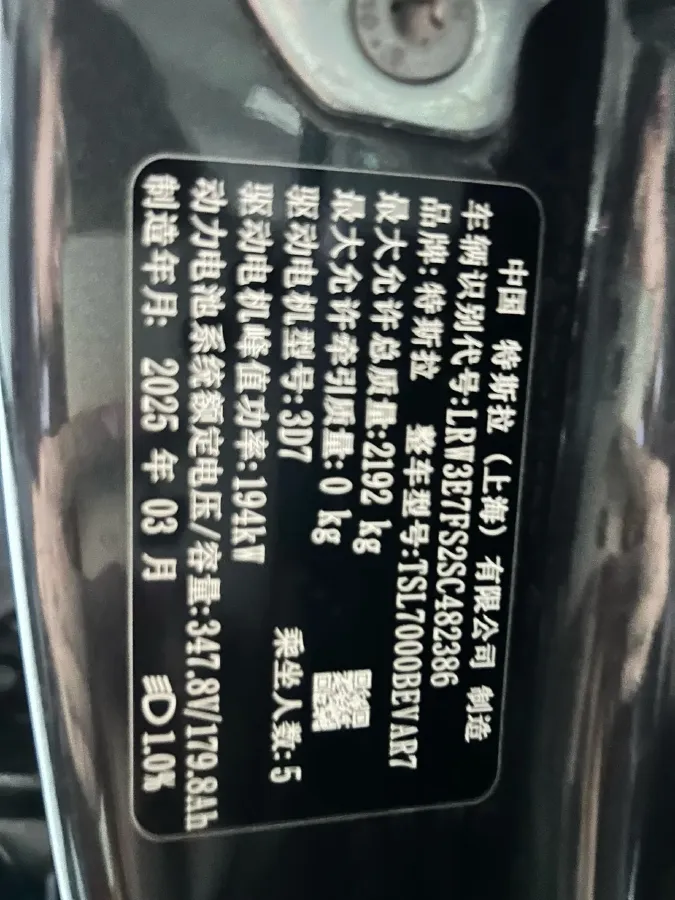 中国 特斯拉（上海）有限公司 制造
车辆识别代号:LRW3E7FS2SC482386
品牌:特斯拉 整车型号:TSL7000BEVAR7
最大允许总质量:2192 kg
最大允许牵引质量:0 kg
驱动电机型号:3D7 乘坐人数:5
驱动电机峰值功率:194kW
动力电池系统额定电压/容量:347.8V/179.8Ah
制造年月: 2025 年 03 月 1.0%